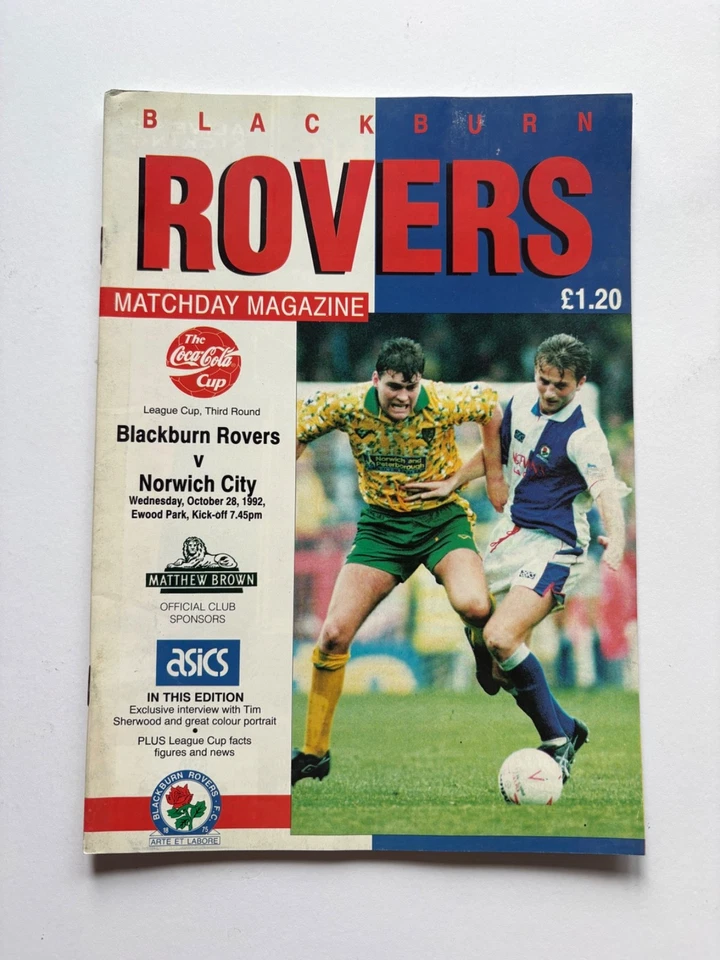 BLACKBURN
ROVERS
MATCHDAY MAGAZINE
£1.20
The
Coca-Cola
Cup
League Cup, Third Round
Blackburn Rovers
v
Norwich City
Wednesday, October 28, 1992,
Ewood Park, Kick-off 7.45pm
MATTHEW BROWN
OFFICIAL CLUB
SPONSORS
asics
IN THIS EDITION
Exclusive interview with Tim
Sherwood and great colour portrait
•
PLUS League Cup facts
figures and news
BLACKBURN ROVERS F.C.
1875
ARTE ET LABORE
Norwich and
Peterborough